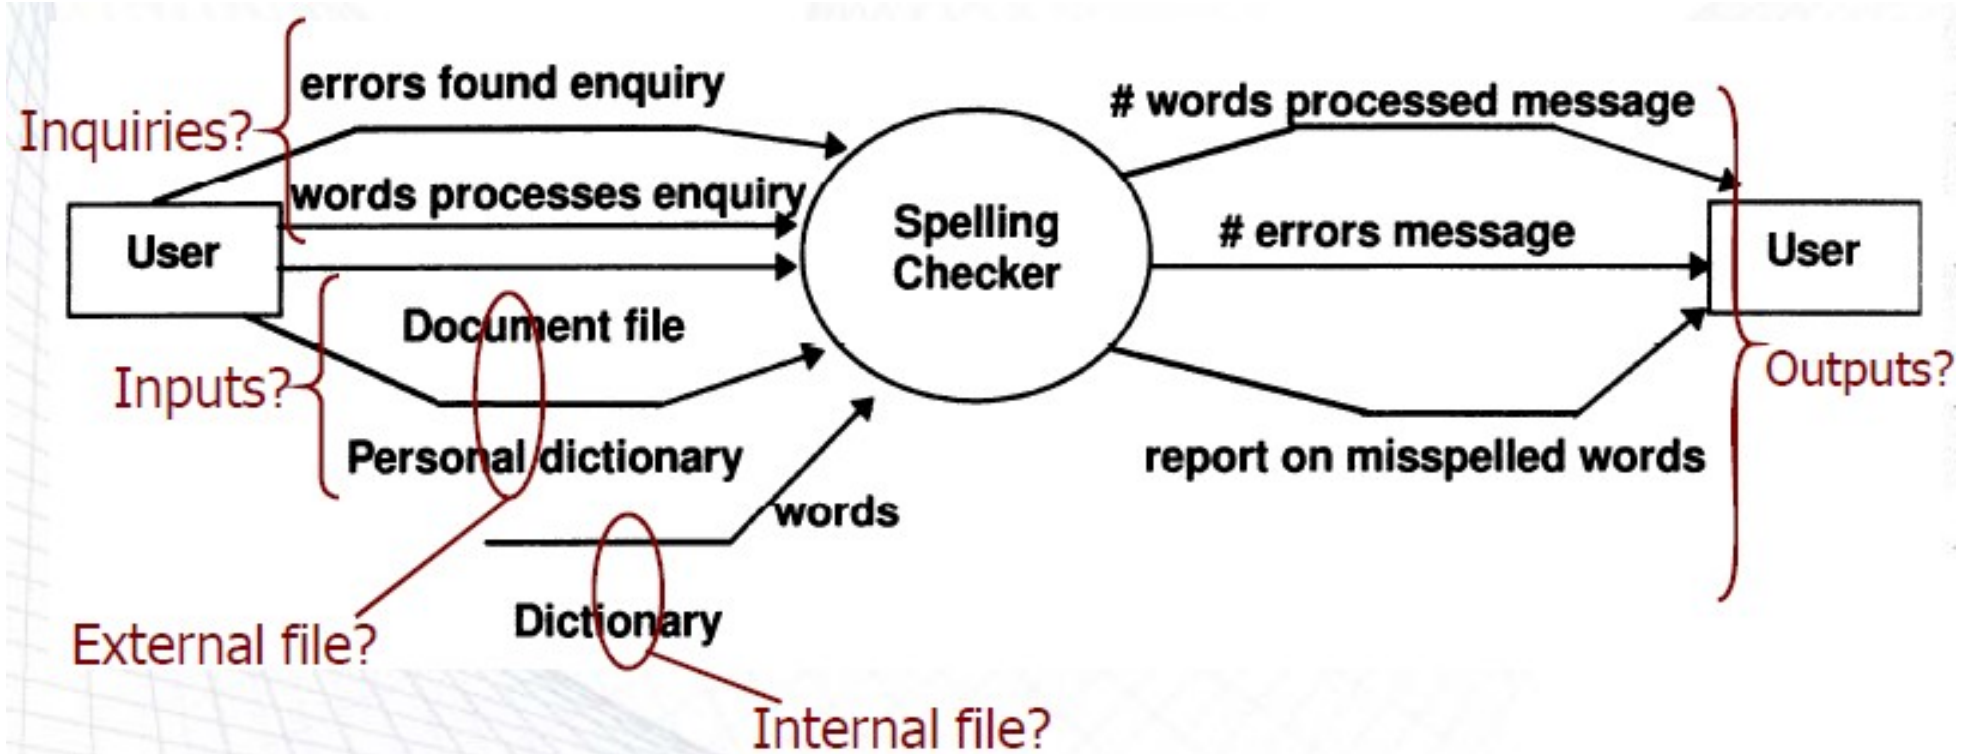 errors found enquiry
# words processed message
Inquiries?
words processes enquiry
User
Spelling
Checker
# errors message
User
Document file
Inputs?
Outputs?
Personal dictionary
report on misspelled words
words
Dictionary
External file?
Internal file?